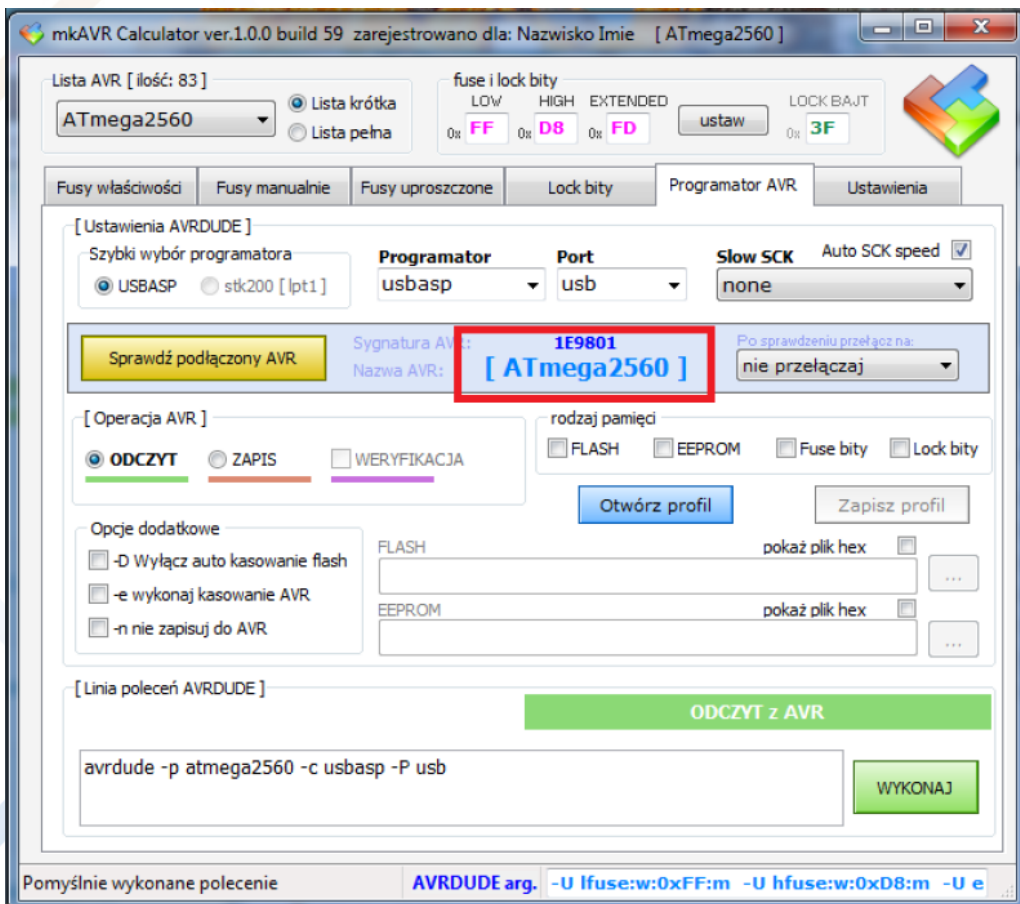 mkAVR Calculator ver.1.0.0 build 59 zarejestrowano dla: Nazwisko Imie [ ATmega2560 ]
Lista AVR [ ilość: 83 ]
ATmega2560
Lista krótka
Lista pełna
fuse i lock bity
LOW HIGH EXTENDED LOCK BAJT
0x FF 0x D8 0x FD ustaw 0x 3F
Fusy właściwości Fusy manualnie Fusy uproszczone Lock bity Programator AVR Ustawienia
[ Ustawienia AVRDUDE ]
Szybki wybór programatora
USBASP stk200 [ lpt1 ]
Programator Port Slow SCK Auto SCK speed
usbasp usb none
Sprawdź podłączony AVR
Sygnatura AVR: 1E9801
Nazwa AVR: [ ATmega2560 ]
Po sprawdzeniu przełącz na:
nie przełączaj
[ Operacja AVR ]
ODCZYT ZAPIS WERYFIKACJA
rodzaj pamięci
FLASH EEPROM Fuse bity Lock bity
Otwórz profil Zapisz profil
Opcje dodatkowe
-D Wyłącz auto kasowanie flash
-e wykonaj kasowanie AVR
-n nie zapisuj do AVR
FLASH pokaż plik hex
...
EEPROM pokaż plik hex
...
[ Linia poleceń AVRDUDE ]
ODCZYT z AVR
avrdude -p atmega2560 -c usbasp -P usb
WYKONAJ
Pomyślnie wykonane polecenie AVRDUDE arg. -U lfuse:w:0xFF:m -U hfuse:w:0xD8:m -U e